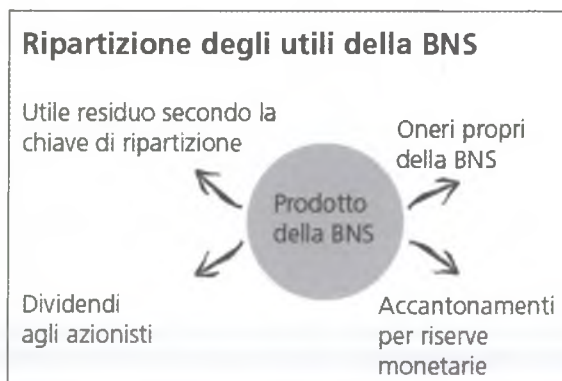 Ripartizione degli utili della BNS
Utile residuo secondo la
chiave di ripartizione
Oneri propri
della BNS
Prodotto
della BNS
Dividendi
agli azionisti
Accantonamenti
per riserve
monetarie